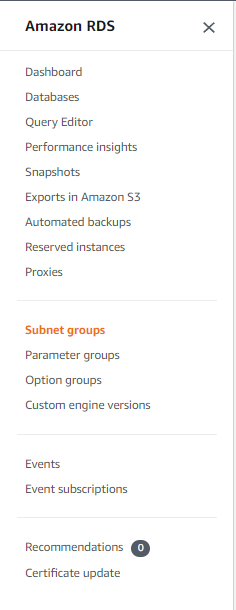 Amazon RDS
Dashboard
Databases
Query Editor
Performance insights
Snapshots
Exports in Amazon S3
Automated backups
Reserved instances
Proxies
Subnet groups
Parameter groups
Option groups
Custom engine versions
Events
Event subscriptions
Recommendations 0
Certificate update